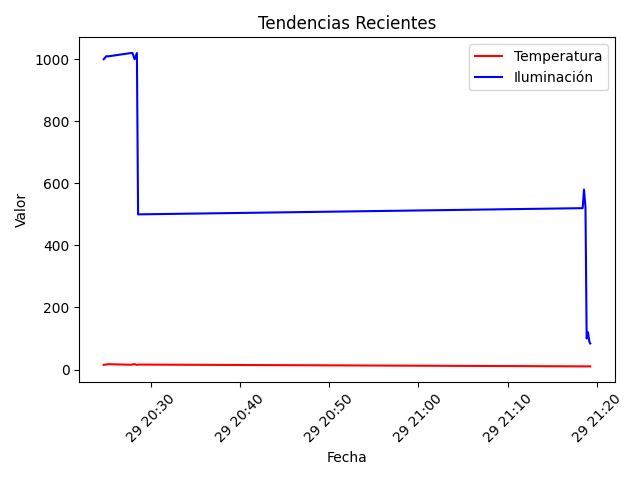 Tendencias Recientes
Temperatura
Iluminación
1000
800
600
400
200
0
Valor
29 20:30
29 20:40
29 20:50
29 21:00
29 21:10
29 21:20
Fecha